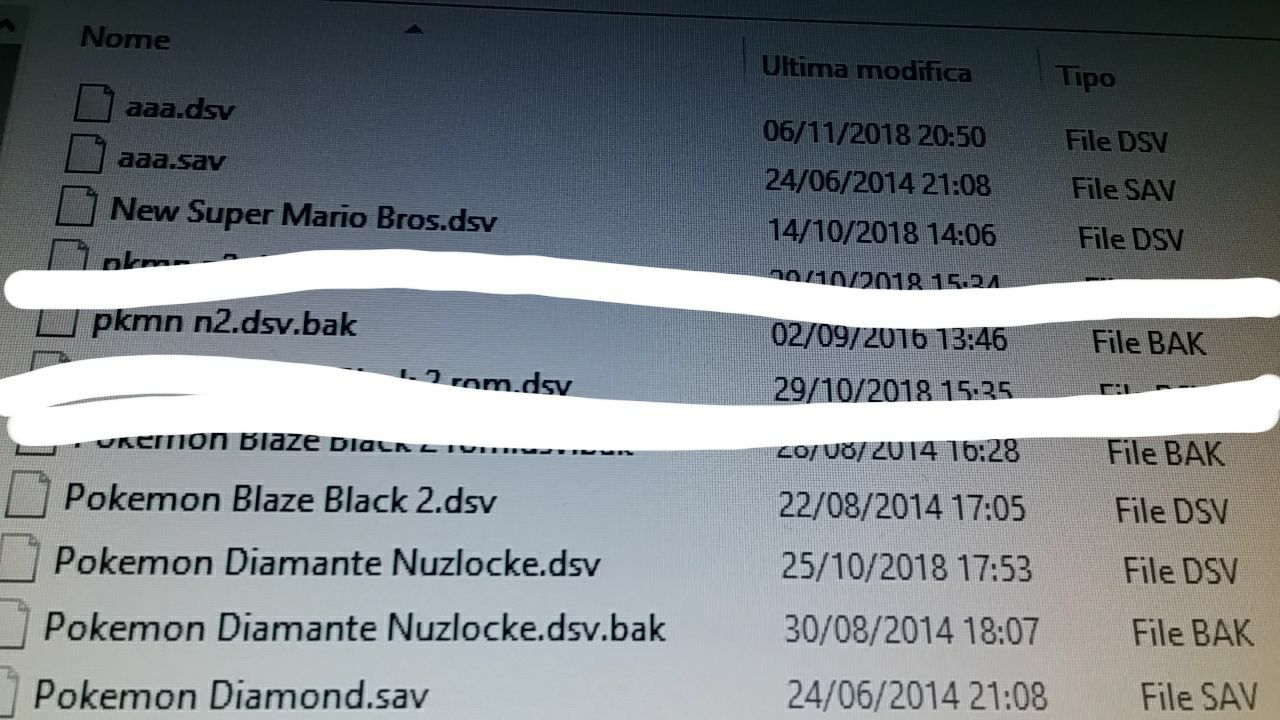 Nome Ultima modifica Tipo
aaa.dsv 06/11/2018 20:50 File DSV
aaa.sav 24/06/2014 21:08 File SAV
New Super Mario Bros.dsv 14/10/2018 14:06 File DSV
pkmn 29/10/2018 15:34
pkmn n2.dsv.bak 02/09/2016 13:46 File BAK
2 rom.dsv 29/10/2018 15:35 File
Pokemon Blaze Black 2 28/08/2014 16:28 File BAK
Pokemon Blaze Black 2.dsv 22/08/2014 17:05 File DSV
Pokemon Diamante Nuzlocke.dsv 25/10/2018 17:53 File DSV
Pokemon Diamante Nuzlocke.dsv.bak 30/08/2014 18:07 File BAK
Pokemon Diamond.sav 24/06/2014 21:08 File SAV